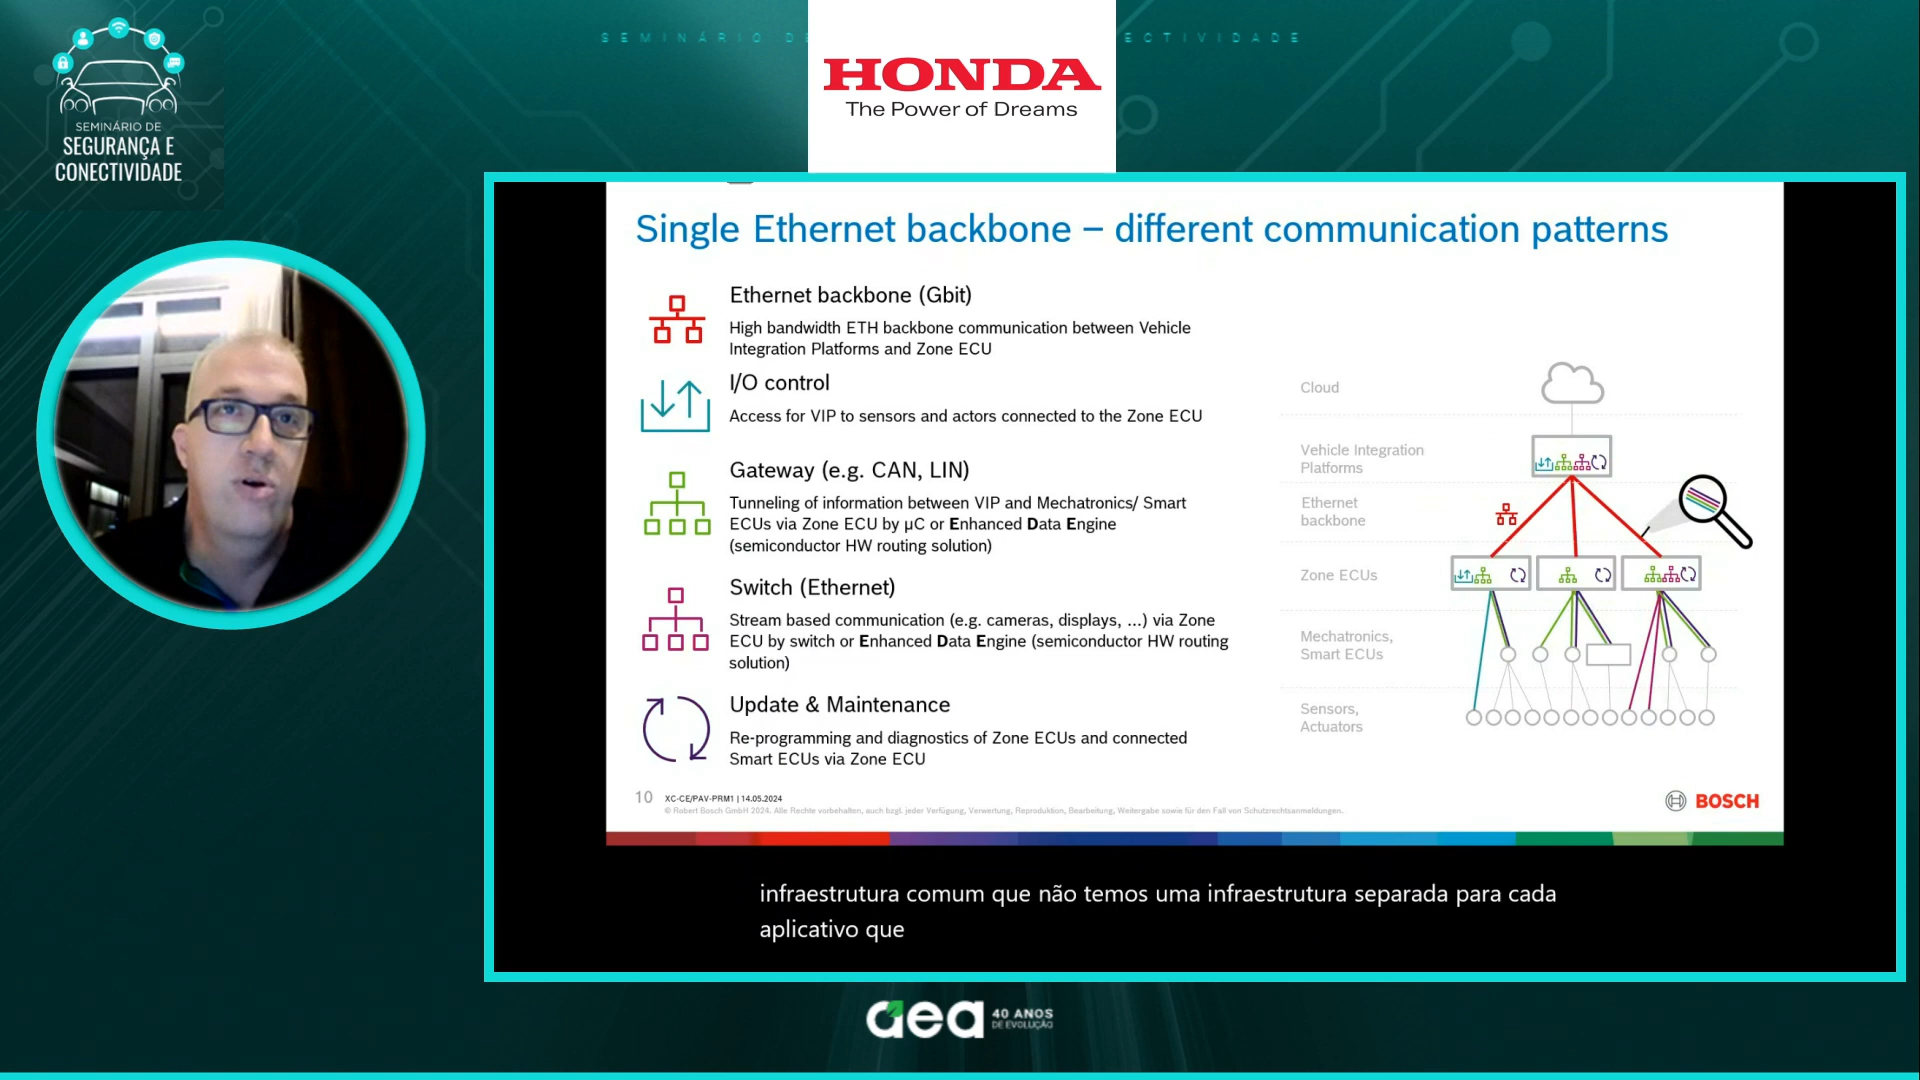 SEMINÁRIO DE
SEGURANÇA E
CONECTIVIDADE
SEMINÁRIO DE
ECTIVIDADE
HONDA
The Power of Dreams
Single Ethernet backbone – different communication patterns
Ethernet backbone (Gbit)
High bandwidth ETH backbone communication between Vehicle
Integration Platforms and Zone ECU
I/O control
Access for VIP to sensors and actors connected to the Zone ECU
Gateway (e.g. CAN, LIN)
Tunneling of information between VIP and Mechatronics/ Smart
ECUs via Zone ECU by µC or Enhanced Data Engine
(semiconductor HW routing solution)
Switch (Ethernet)
Stream based communication (e.g. cameras, displays, ...) via Zone
ECU by switch or Enhanced Data Engine (semiconductor HW routing
solution)
Update & Maintenance
Re-programming and diagnostics of Zone ECUs and connected
Smart ECUs via Zone ECU
Cloud
Vehicle Integration
Platforms
Ethernet
backbone
Zone ECUs
Mechatronics,
Smart ECUs
Sensors,
Actuators
10 XC-CE/PAV-PRM1 | 14.05.2024
© Robert Bosch GmbH 2024. Alle Rechte vorbehalten, auch bzgl. jeder Verfügung, Verwertung, Reproduktion, Bearbeitung, Weitergabe sowie für den Fall von Schutzrechtsanmeldungen.
BOSCH
infraestrutura comum que não temos uma infraestrutura separada para cada
aplicativo que
aea 40 ANOS
DE EVOLUÇÃO